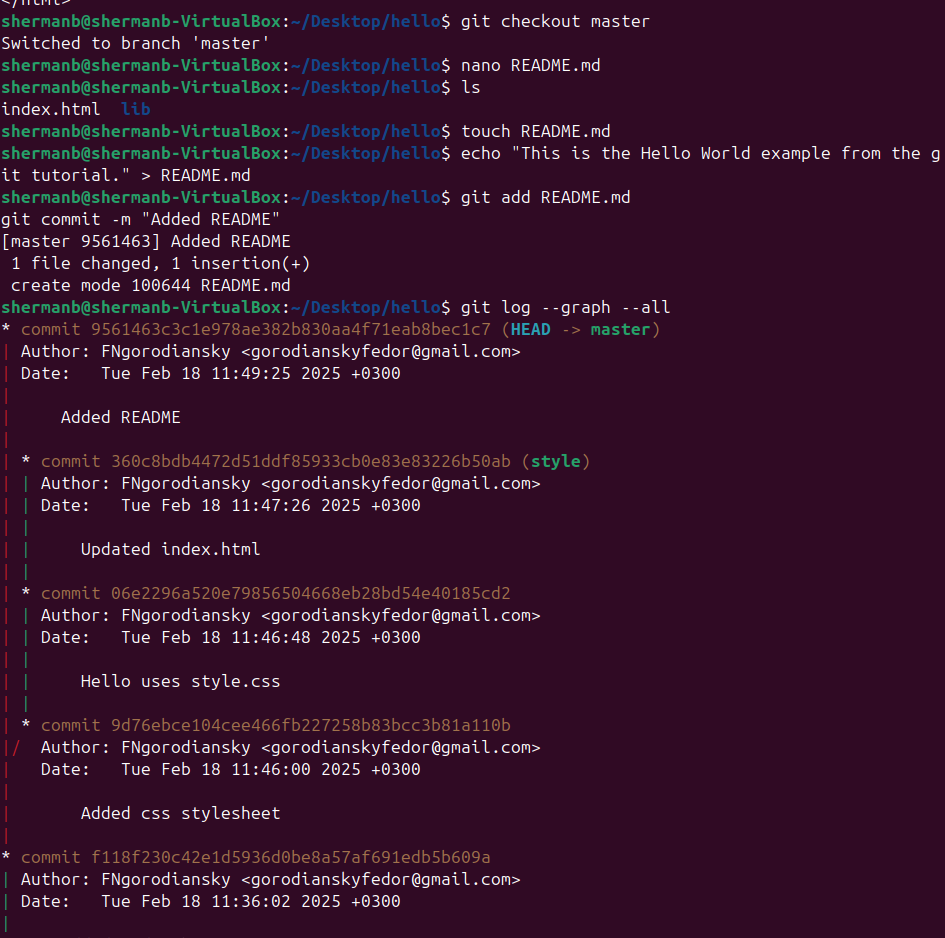 </html>
shermanb@shermanb-VirtualBox:~/Desktop/hello$ git checkout master
Switched to branch 'master'
shermanb@shermanb-VirtualBox:~/Desktop/hello$ nano README.md
shermanb@shermanb-VirtualBox:~/Desktop/hello$ ls
index.html  lib
shermanb@shermanb-VirtualBox:~/Desktop/hello$ touch README.md
shermanb@shermanb-VirtualBox:~/Desktop/hello$ echo "This is the Hello World example from the g
it tutorial." > README.md
shermanb@shermanb-VirtualBox:~/Desktop/hello$ git add README.md
git commit -m "Added README"
[master 9561463] Added README
 1 file changed, 1 insertion(+)
 create mode 100644 README.md
shermanb@shermanb-VirtualBox:~/Desktop/hello$ git log --graph --all
* commit 9561463c3c1e978ae382b830aa4f71eab8bec1c7 (HEAD -> master)
| Author: FNgorodiansky <gorodianskyfedor@gmail.com>
| Date:   Tue Feb 18 11:49:25 2025 +0300
|
|     Added README
|
| * commit 360c8bdb4472d51ddf85933cb0e83e83226b50ab (style)
| | Author: FNgorodiansky <gorodianskyfedor@gmail.com>
| | Date:   Tue Feb 18 11:47:26 2025 +0300
| |
| |     Updated index.html
| |
| * commit 06e2296a520e79856504668eb28bd54e40185cd2
| | Author: FNgorodiansky <gorodianskyfedor@gmail.com>
| | Date:   Tue Feb 18 11:46:48 2025 +0300
| |
| |     Hello uses style.css
| |
| * commit 9d76ebce104cee466fb227258b83bcc3b81a110b
|/  Author: FNgorodiansky <gorodianskyfedor@gmail.com>
|   Date:   Tue Feb 18 11:46:00 2025 +0300
|
|       Added css stylesheet
|
* commit f118f230c42e1d5936d0be8a57af691edb5b609a
| Author: FNgorodiansky <gorodianskyfedor@gmail.com>
| Date:   Tue Feb 18 11:36:02 2025 +0300
|